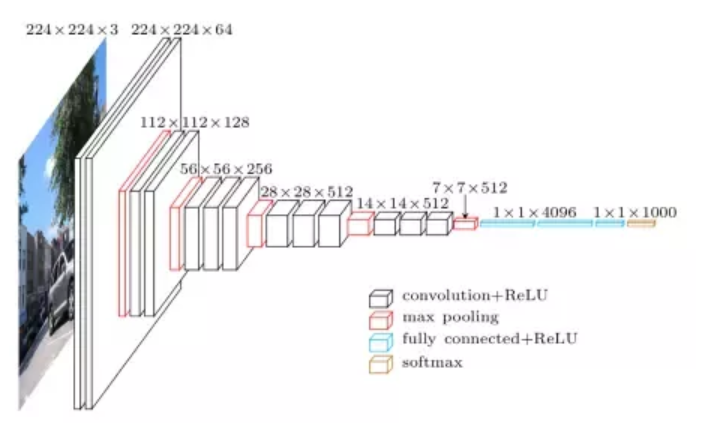 224×224×3 224×224×64
112×112×128
56×56×256
28×28×512
14×14×512
7×7×512
1×1×4096 1×1×1000
convolution+ReLU
max pooling
fully connected+ReLU
softmax